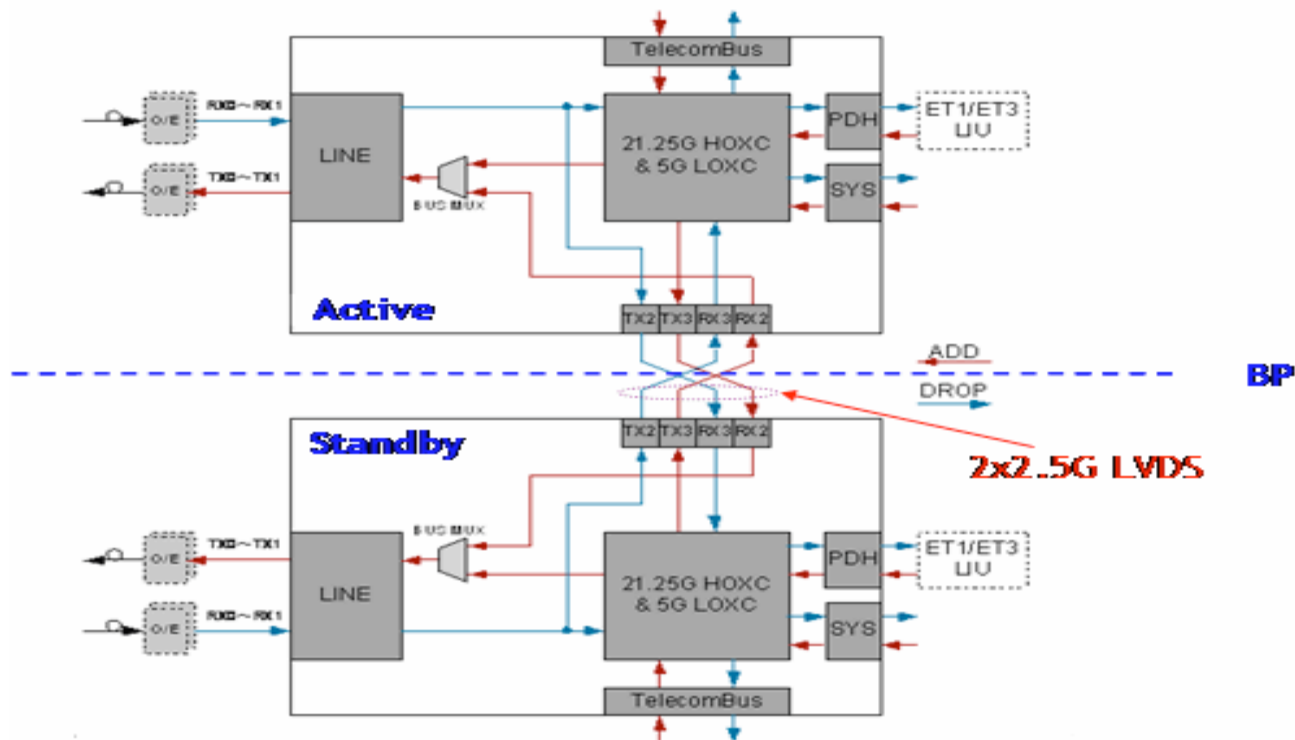 TelecomBus
O/E
RX0~RX1
LINE
21.25G HOXC
& 5G LOXC
PDH
ET1/ET3
LIU
O/E
TX0~TX1
BUS MUX
SYS
Active
TX2 TX3 RX3 RX2
ADD
BP
DROP
Standby
TX2 TX3 RX3 RX2
2x2.5G LVDS
O/E
TX0~TX1
BUS MUX
LINE
21.25G HOXC
& 5G LOXC
PDH
ET1/ET3
LIU
O/E
RX0~RX1
SYS
TelecomBus